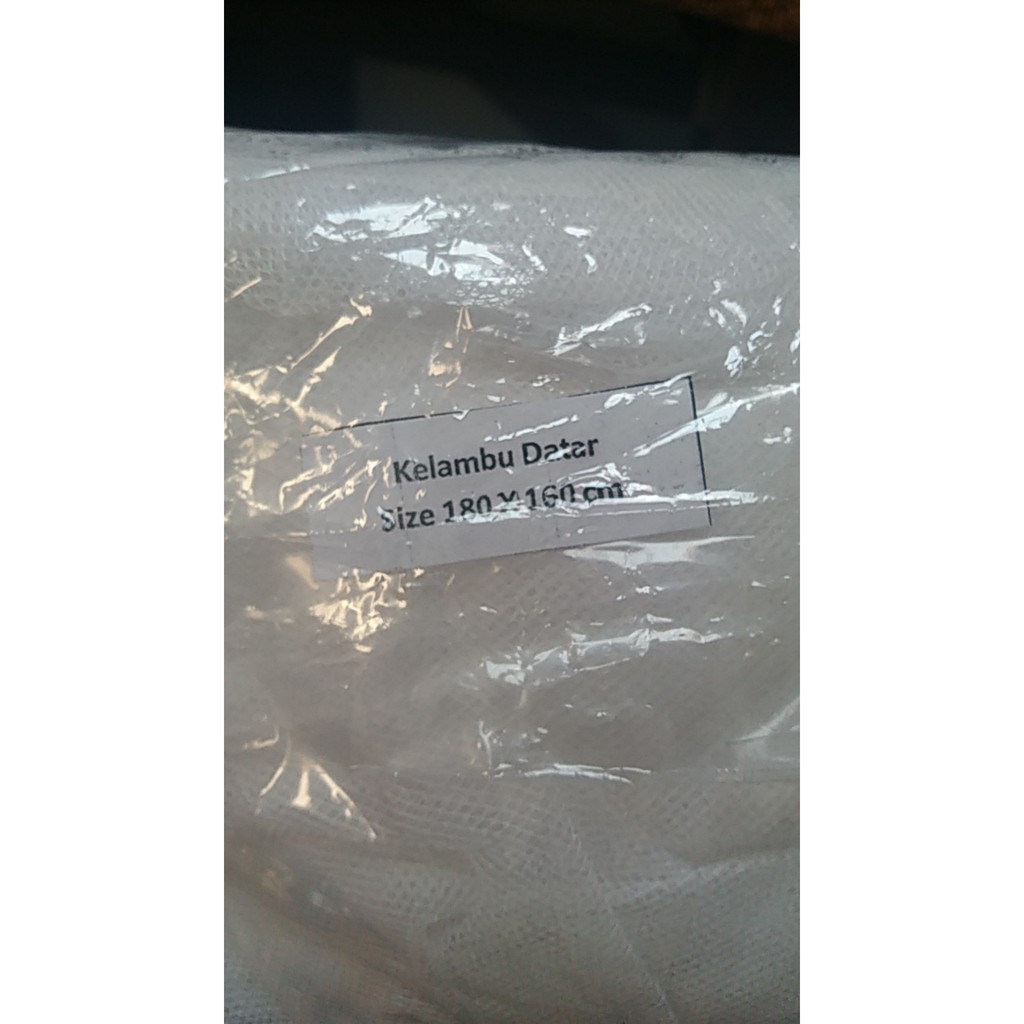 Kelambu Datar
Size 180 X 160 cm